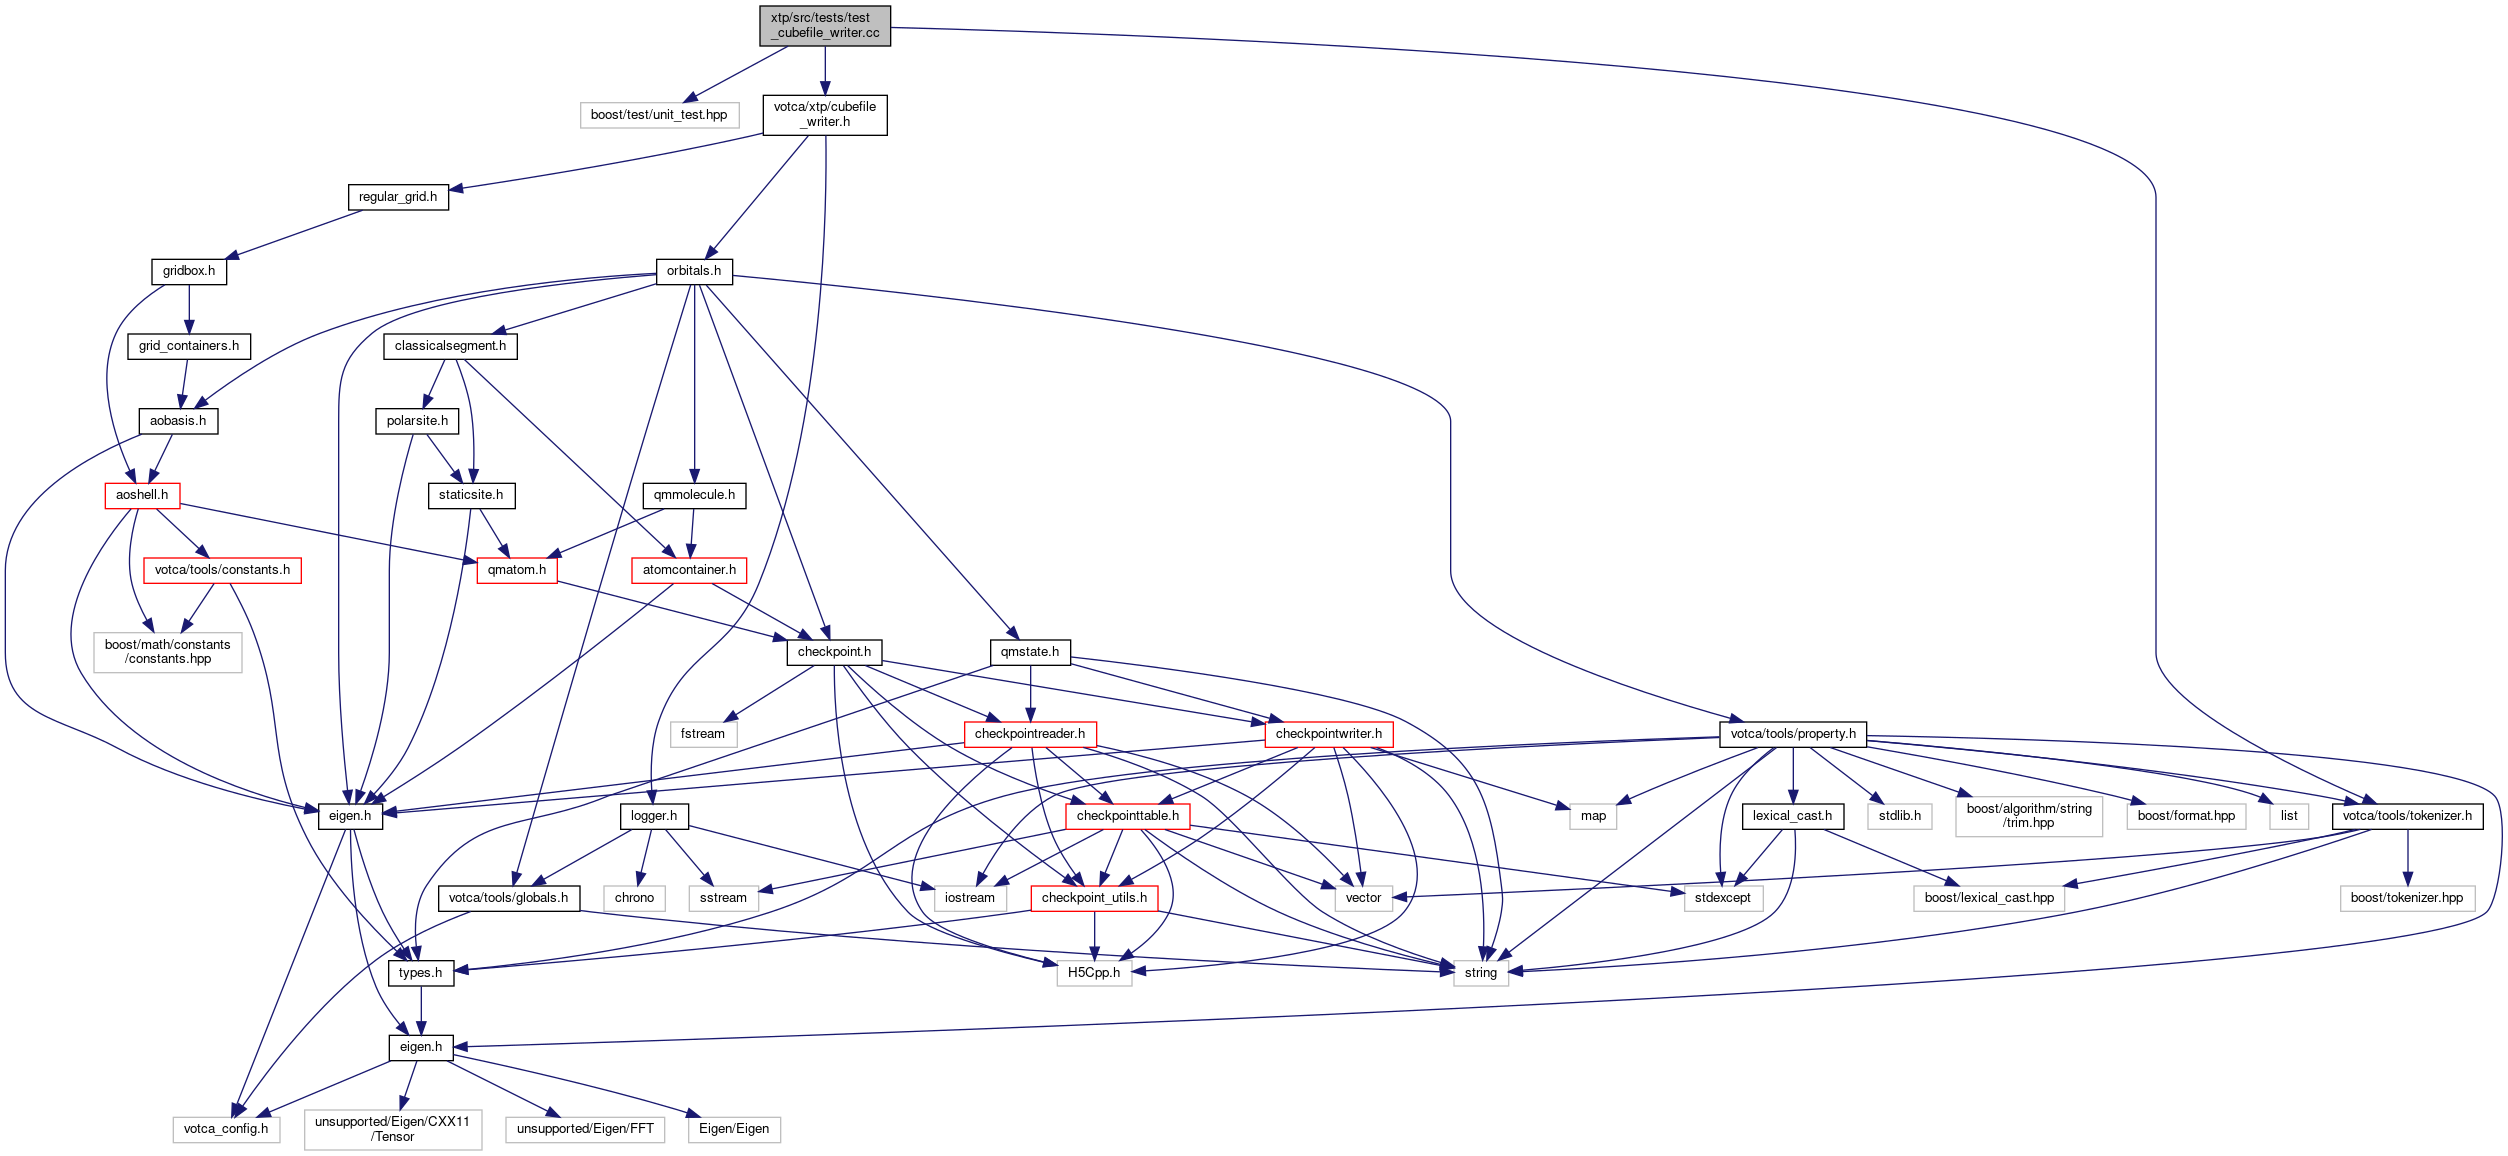 xtp/src/tests/test
_cubefile_writer.cc
boost/test/unit_test.hpp
votca/xtp/cubefile
_writer.h
regular_grid.h
gridbox.h
orbitals.h
grid_containers.h
classicalsegment.h
aobasis.h
polarsite.h
aoshell.h
staticsite.h
qmmolecule.h
votca/tools/constants.h
qmatom.h
atomcontainer.h
boost/math/constants
/constants.hpp
checkpoint.h
qmstate.h
fstream
checkpointreader.h
checkpointwriter.h
votca/tools/property.h
eigen.h
logger.h
checkpointtable.h
map
lexical_cast.h
stdlib.h
boost/algorithm/string
/trim.hpp
boost/format.hpp
list
votca/tools/tokenizer.h
votca/tools/globals.h
chrono
sstream
iostream
checkpoint_utils.h
vector
stdexcept
boost/lexical_cast.hpp
boost/tokenizer.hpp
types.h
H5Cpp.h
string
eigen.h
votca_config.h
unsupported/Eigen/CXX11
/Tensor
unsupported/Eigen/FFT
Eigen/Eigen